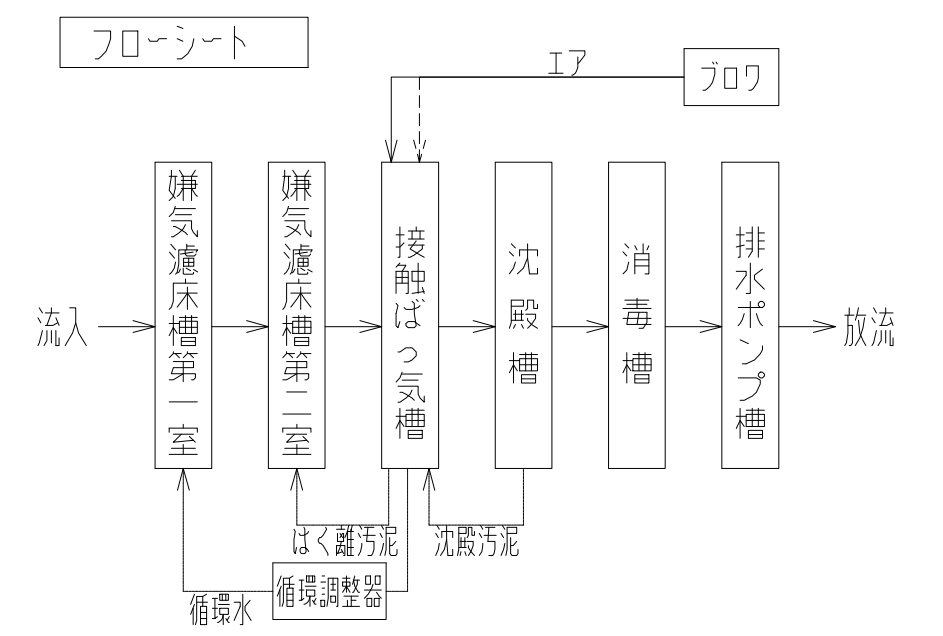 フローシート
エア
ブロワ
流入
嫌気濾床槽第一室
嫌気濾床槽第二室
接触ばっ気槽
沈殿槽
消毒槽
排水ポンプ槽
放流
はく離汚泥
沈殿汚泥
循環水
循環調整器